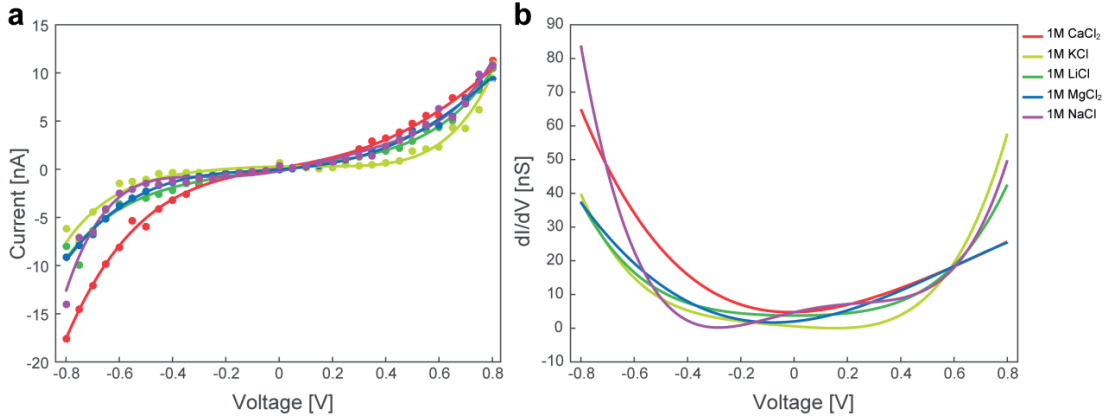 a
15
10
5
0
-5
-10
-15
-20
Current [nA]
-0.8 -0.6 -0.4 -0.2 0 0.2 0.4 0.6 0.8
Voltage [V]
b
90
80
70
60
50
40
30
20
10
0
-10
dI/dV [nS]
-0.8 -0.6 -0.4 -0.2 0 0.2 0.4 0.6 0.8
Voltage [V]
1M CaCl₂
1M KCl
1M LiCl
1M MgCl₂
1M NaCl